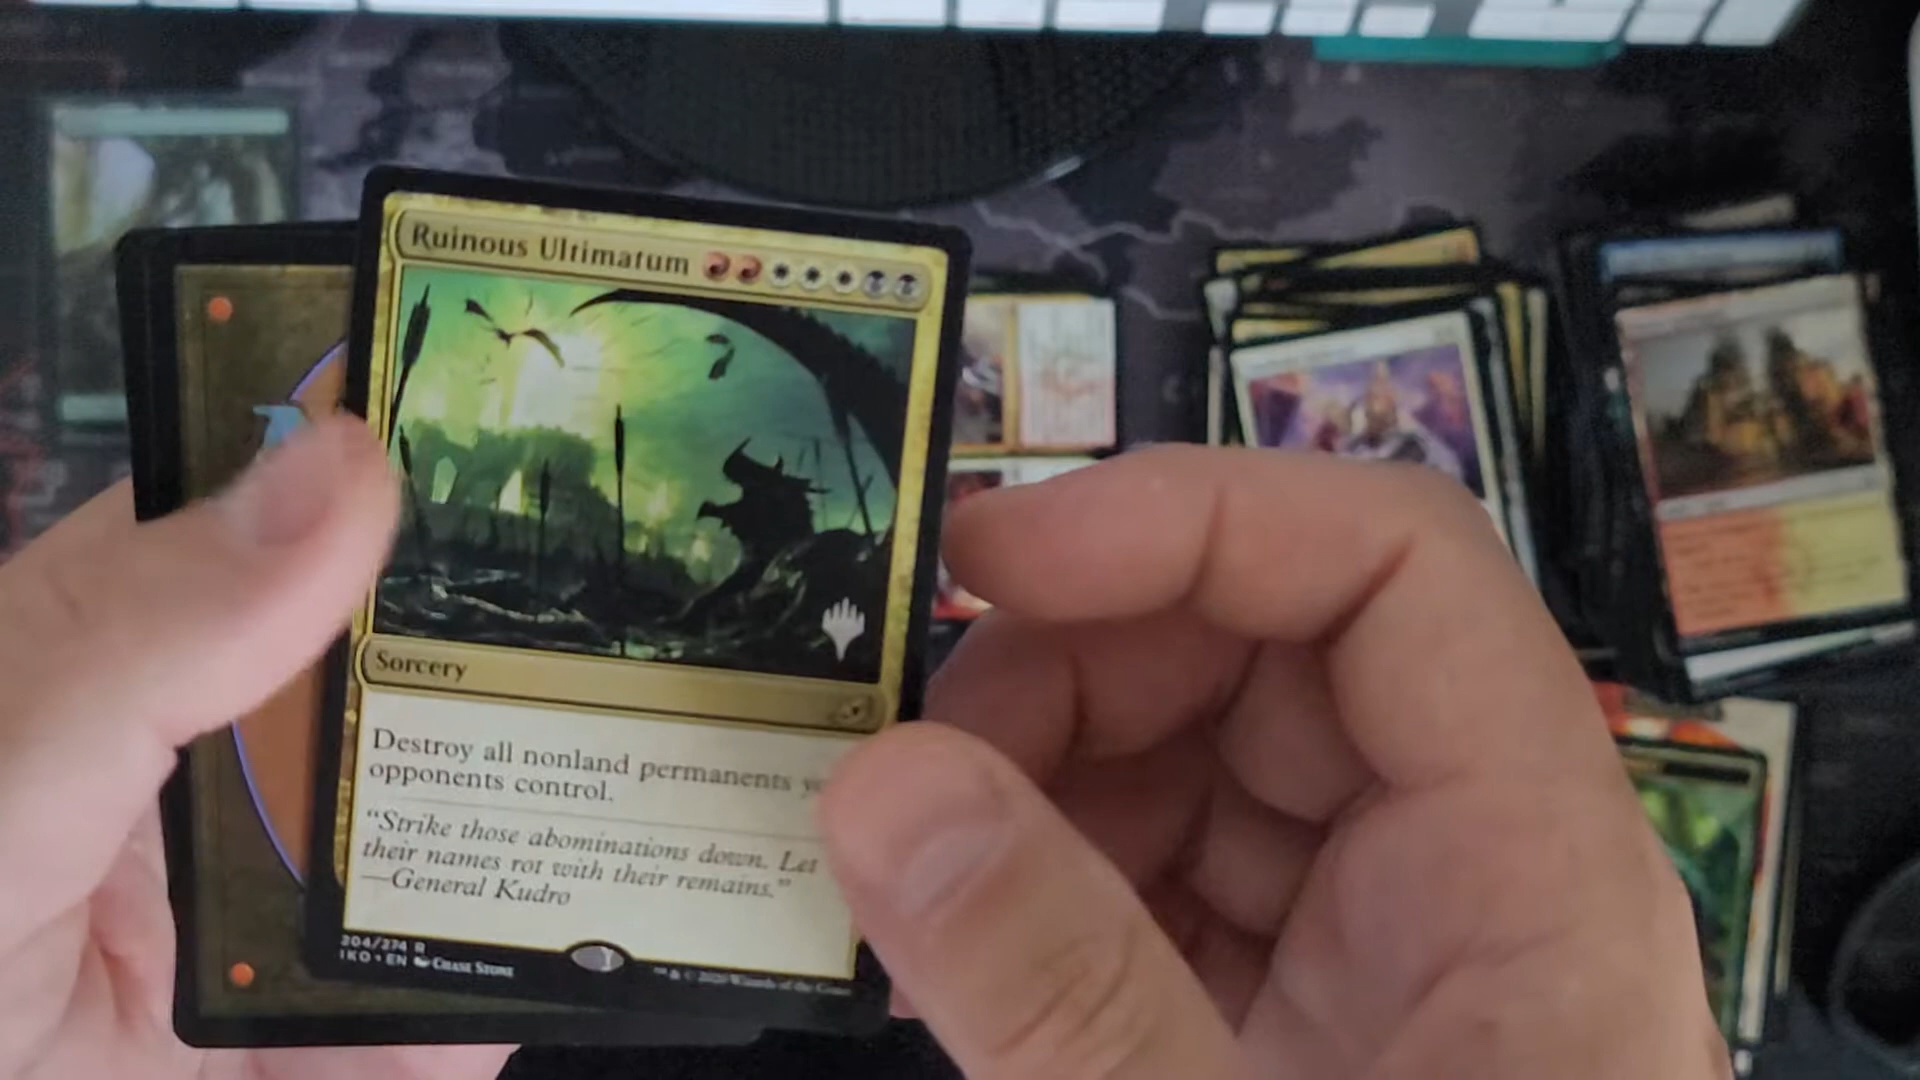 Ruinous Ultimatum
Sorcery
Destroy all nonland permanents
opponents control.
"Strike those abominations down. Let
their names rot with their remains."
—General Kudro
204/274 R
IKO • EN Chase Stone
™ & © 2020 Wizards of the Coast